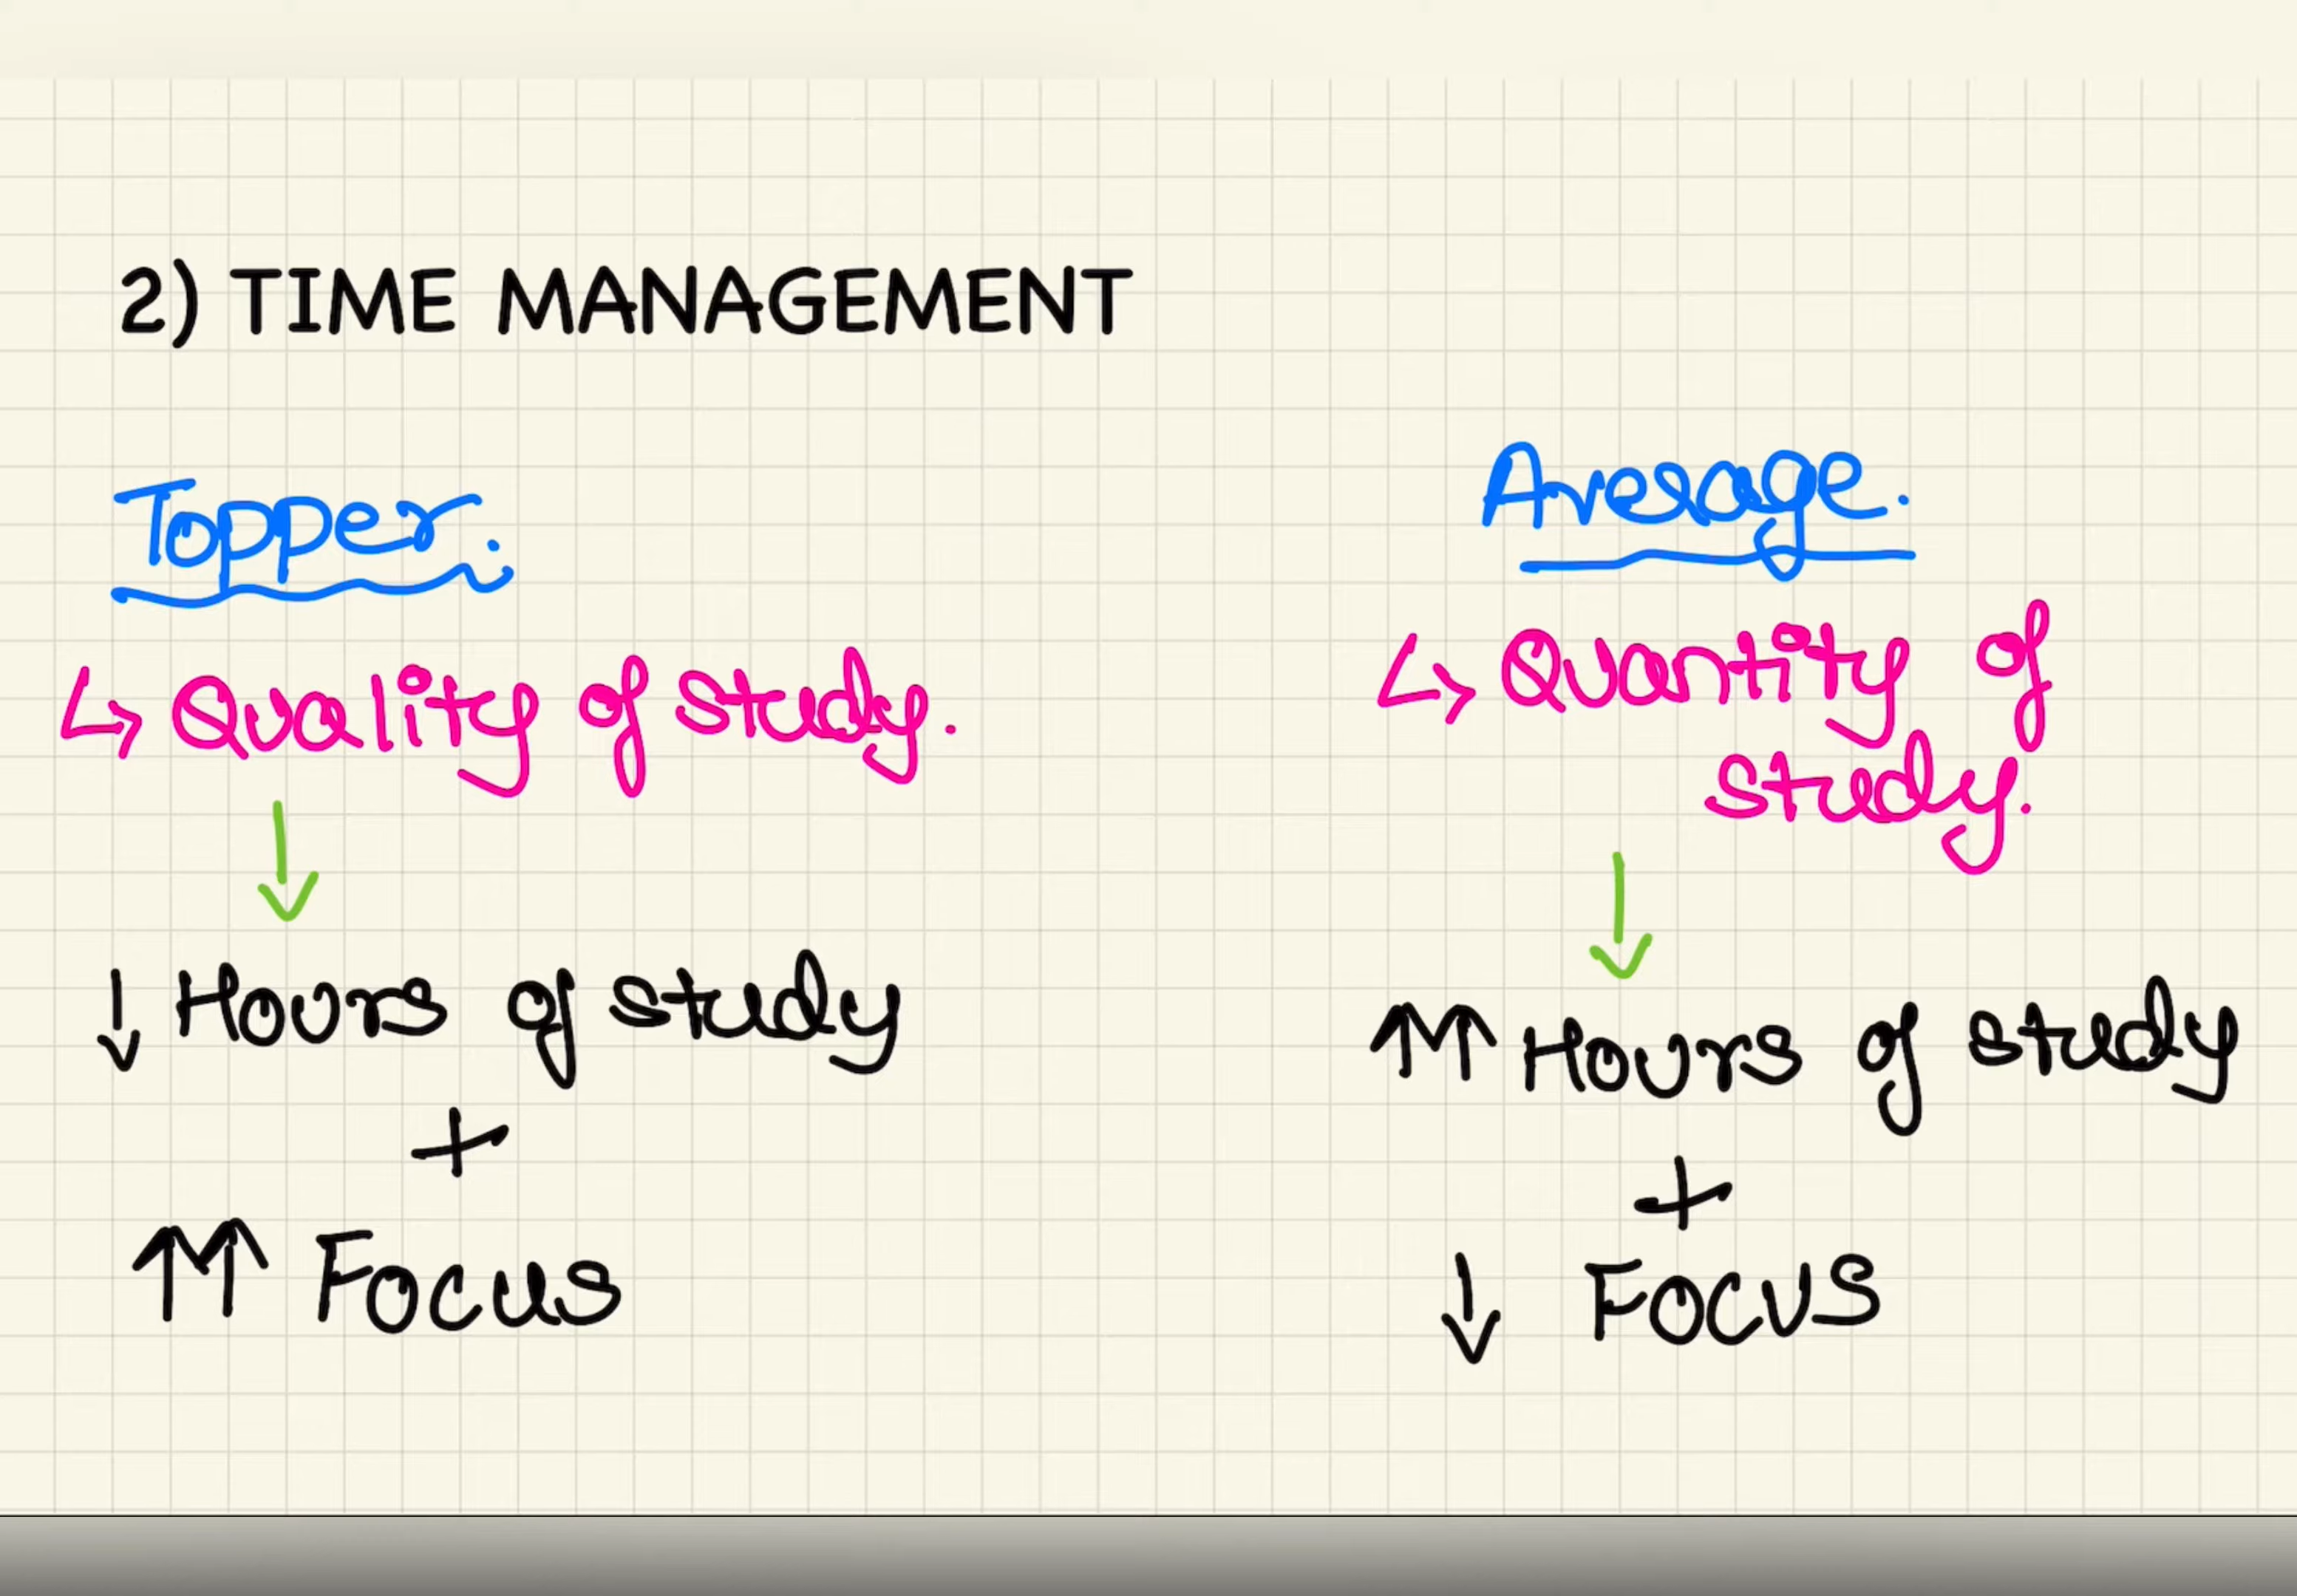 2) TIME MANAGEMENT
Topper.
↳ Quality of study.
↓
↓ Hours of study
+
↑↑ Focus
Average.
↳ Quantity of
study.
↓
↑↑ Hours of study
+
↓ Focus